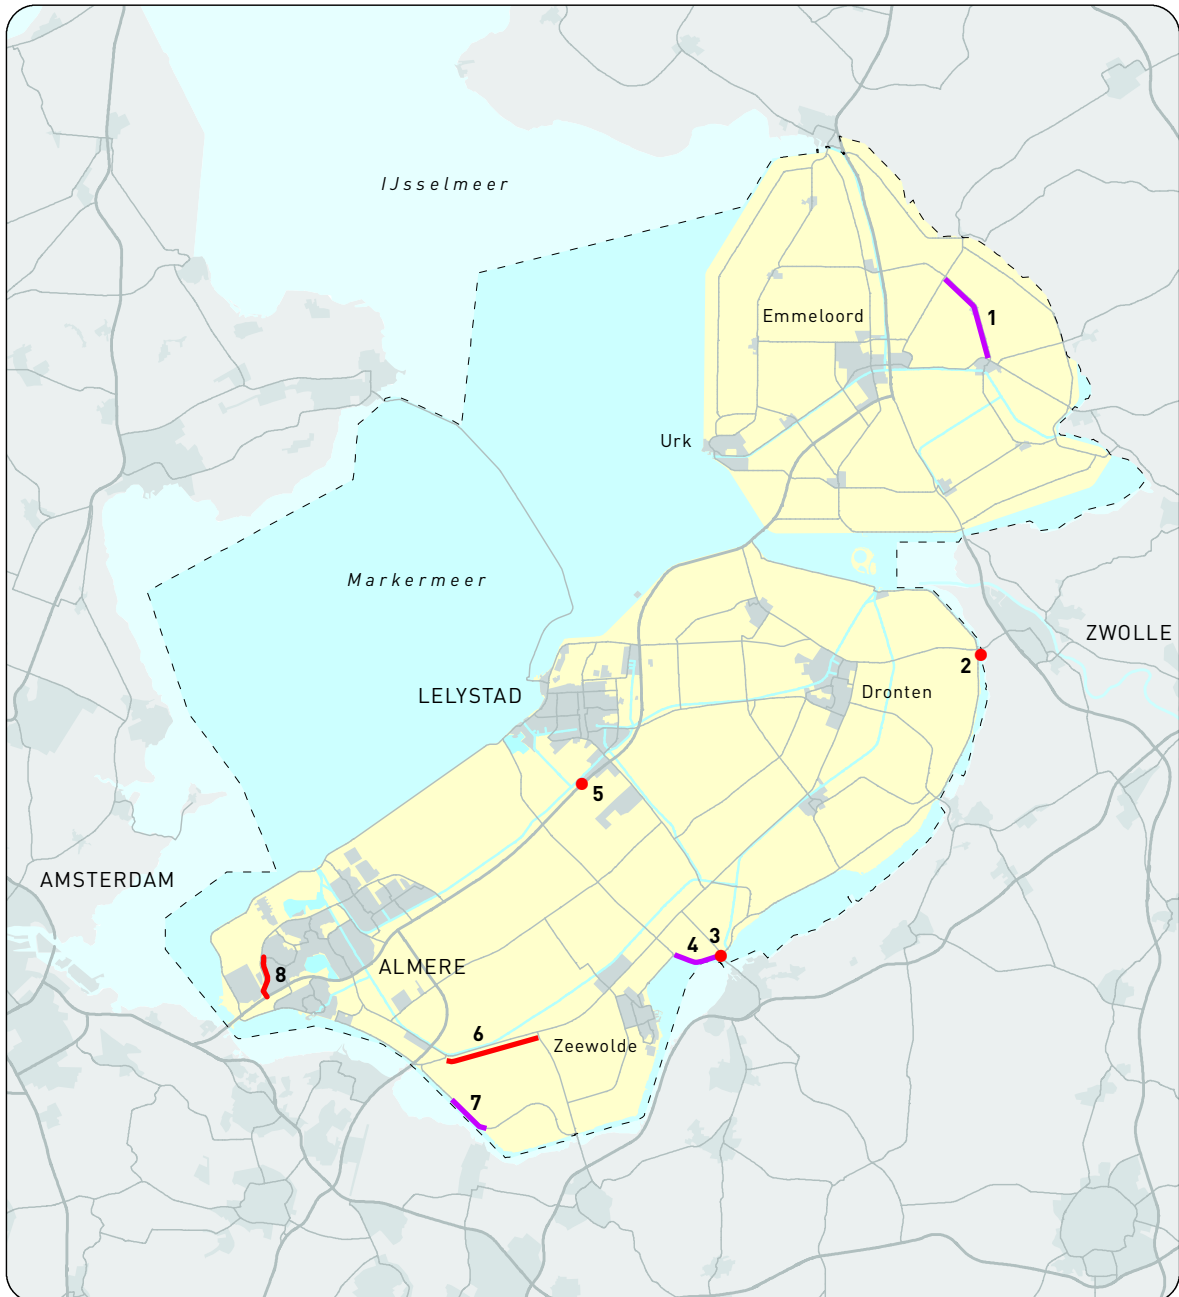 IJsselmeer
Emmeloord
1
Urk
Markermeer
ZWOLLE
2
LELYSTAD
Dronten
5
AMSTERDAM
3
4
ALMERE
8
6
Zeewolde
7